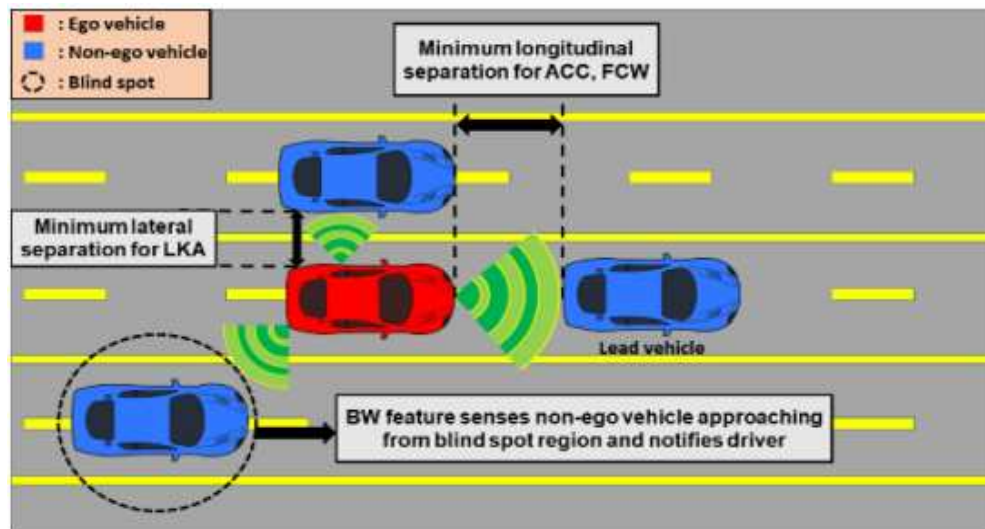 : Ego vehicle
: Non-ego vehicle
: Blind spot
Minimum longitudinal
separation for ACC, FCW
Minimum lateral
separation for LKA
Lead vehicle
BW feature senses non-ego vehicle approaching
from blind spot region and notifies driver